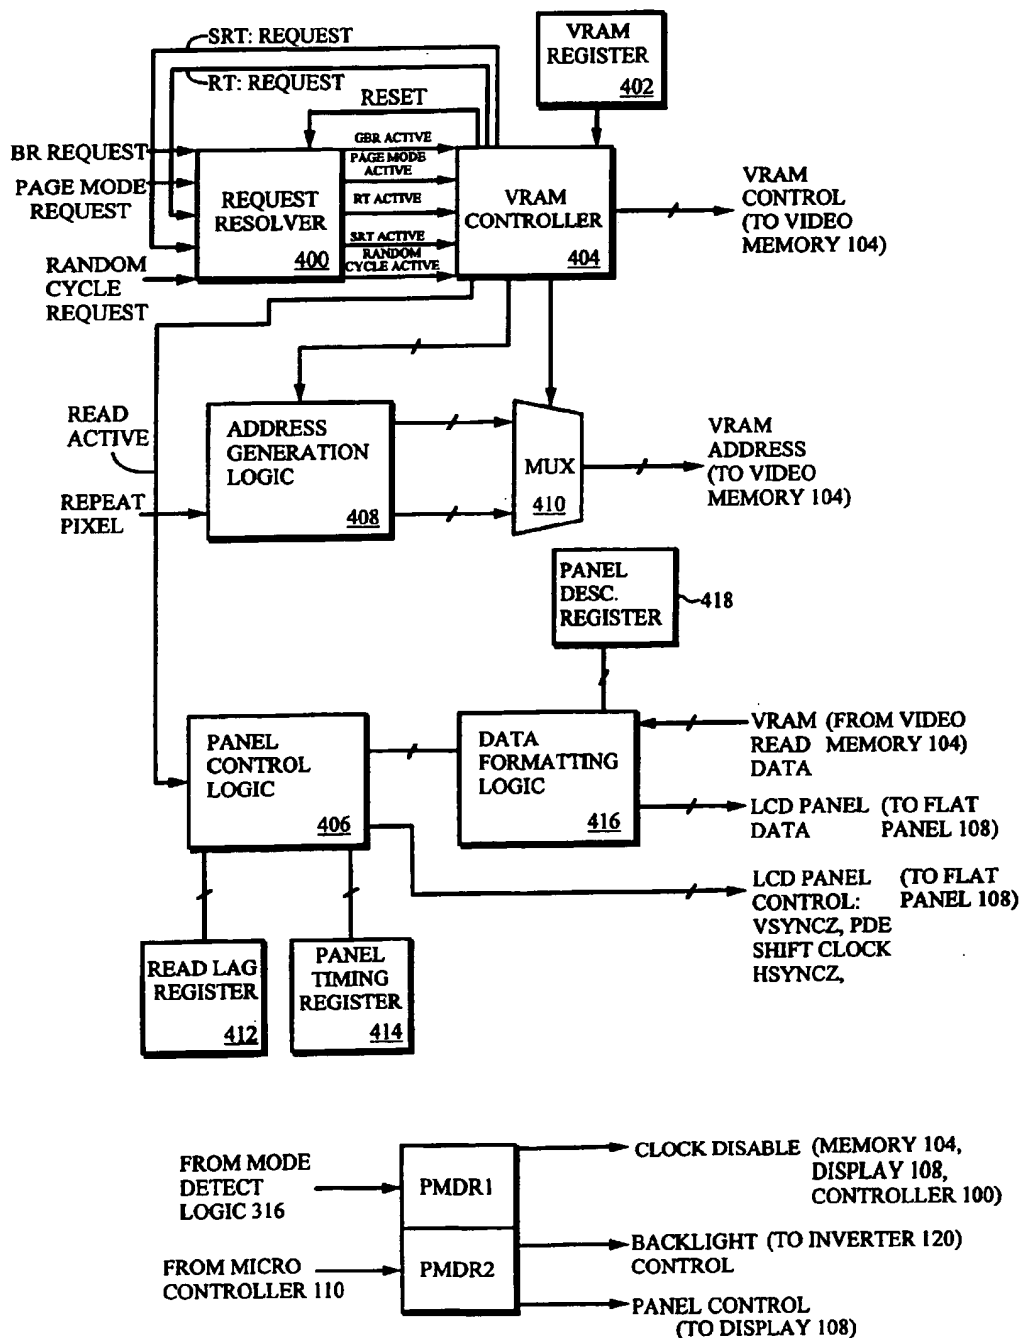 SRT: REQUEST
RT: REQUEST
RESET
VRAM
REGISTER
402
BR REQUEST
PAGE MODE
REQUEST
RANDOM
CYCLE
REQUEST
REQUEST
RESOLVER
400
GBR ACTIVE
PAGE MODE
ACTIVE
RT ACTIVE
SRT ACTIVE
RANDOM
CYCLE ACTIVE
VRAM
CONTROLLER
404
VRAM
CONTROL
(TO VIDEO
MEMORY 104)
READ
ACTIVE
REPEAT
PIXEL
ADDRESS
GENERATION
LOGIC
408
MUX
410
VRAM
ADDRESS
(TO VIDEO
MEMORY 104)
PANEL
DESC.
REGISTER
418
PANEL
CONTROL
LOGIC
406
DATA
FORMATTING
LOGIC
416
VRAM (FROM VIDEO
READ MEMORY 104)
DATA
LCD PANEL (TO FLAT
DATA PANEL 108)
LCD PANEL (TO FLAT
CONTROL: PANEL 108)
VSYNCZ, PDE
SHIFT CLOCK
HSYNCZ,
READ LAG
REGISTER
412
PANEL
TIMING
REGISTER
414
FROM MODE
DETECT
LOGIC 316
PMDR1
CLOCK DISABLE (MEMORY 104,
DISPLAY 108,
CONTROLLER 100)
FROM MICRO
CONTROLLER 110
PMDR2
BACKLIGHT (TO INVERTER 120)
CONTROL
PANEL CONTROL
(TO DISPLAY 108)